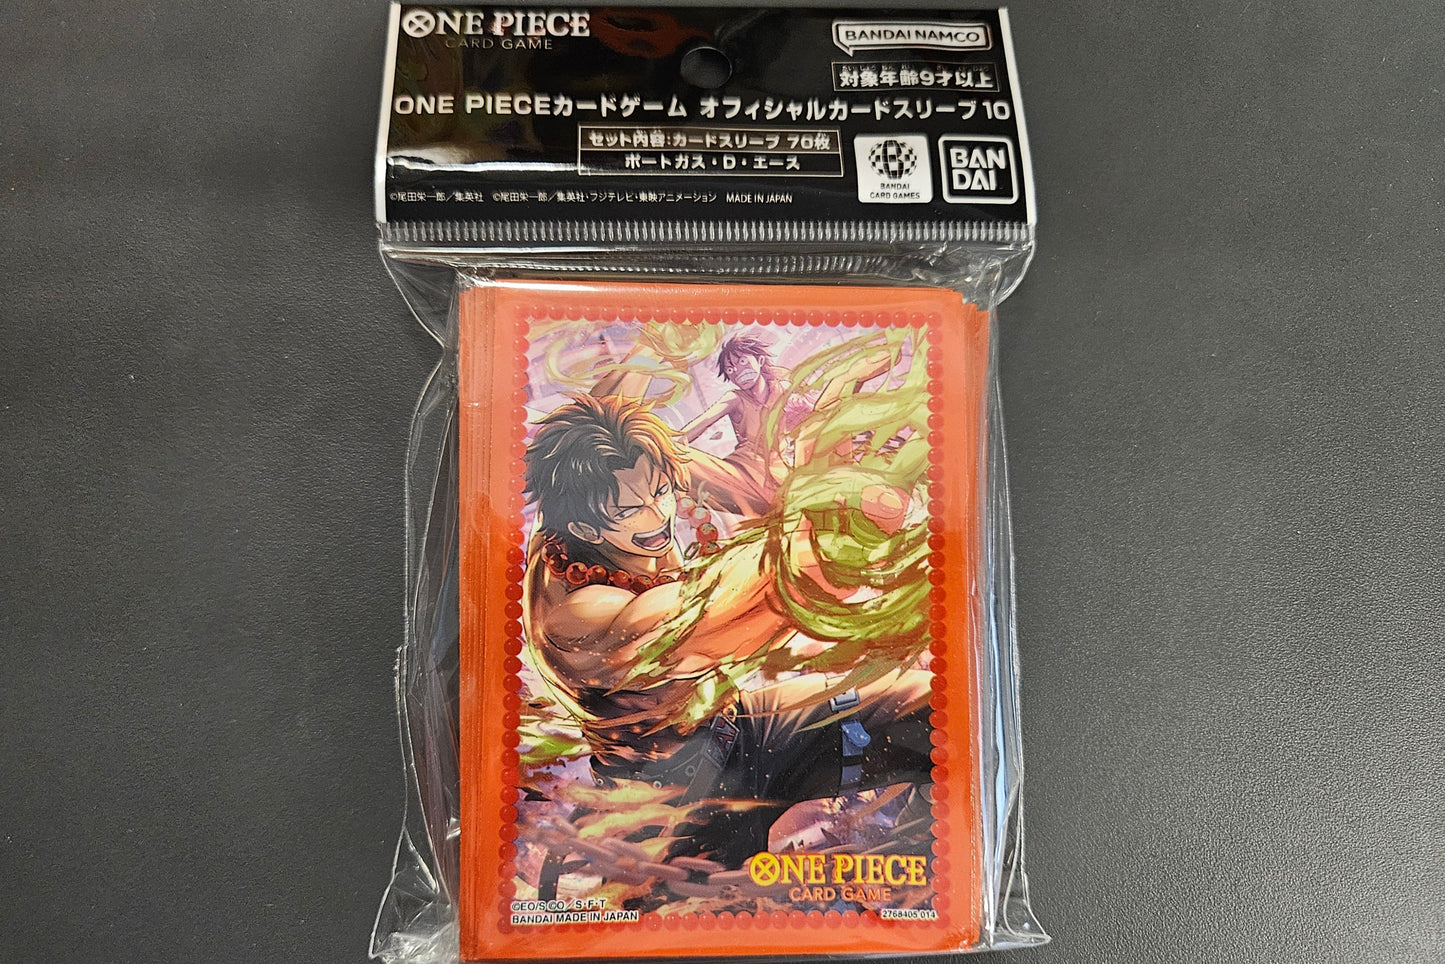 ONE PIECE
CARD GAME
BANDAI NAMCO
対象年齢9才以上
ONE PIECEカードゲーム オフィシャルカードスリーブ10
セット内容:カードスリーブ 70枚
ポートガス・D・エース
BANDAI
CARD GAMES
BAN
DAI
©尾田栄一郎／集英社 ©尾田栄一郎／集英社・フジテレビ・東映アニメーション MADE IN JAPAN
ONE PIECE
CARD GAME
©EO/S ©O／S・F・T
BANDAI MADE IN JAPAN
2768405 014